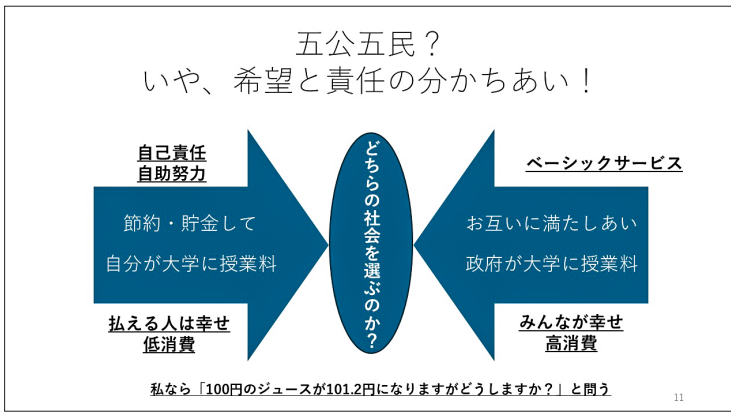 五公五民？
いや、希望と責任の分かちあい！
自己責任
自助努力
節約・貯金して
自分が大学に授業料
払える人は幸せ
低消費
どちらの社会を選ぶのか？
ベーシックサービス
お互いに満たしあい
政府が大学に授業料
みんなが幸せ
高消費
私なら「100円のジュースが101.2円になりますがどうしますか？」と問う
11